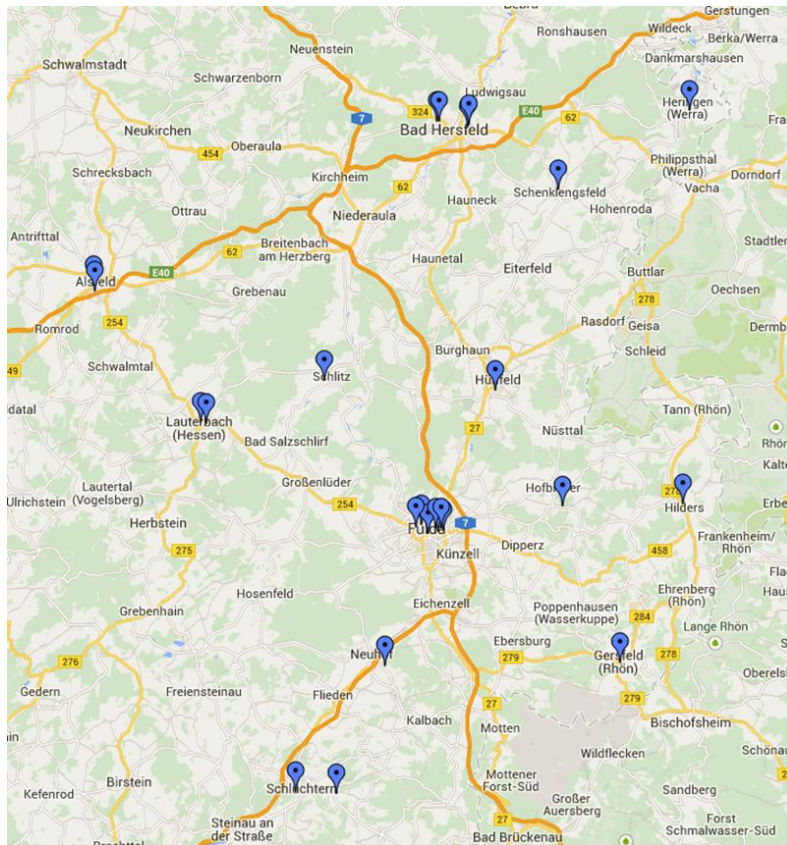 Gerstungen
Wildeck
Berka/Werra
Ronshausen
Neuenstein
Dankmarshausen
Schwalmstadt
Schwarzenborn
Ludwigsau
324
E40
Heringen
(Werra)
7
62
Bad Hersfeld
Neukirchen
Oberaula
454
Philippsthal
(Werra)
Schrecksbach
Kirchheim
62
Dorndorf
Vacha
Schenklengsfeld
Hauneck
Hohenroda
Ottrau
Niederaula
Antrifttal
Breitenbach
am Herzberg
62
Haunetal
Eiterfeld
Buttlar
E40
Alsfeld
Grebenau
Oechsen
278
254
Romrod
Rasdorf
Geisa
Burghaun
Schleid
Schwalmtal
49
Schlitz
Hünfeld
Tann (Rhön)
Lauterbach
(Hessen)
27
Nüsttal
Bad Salzschlirf
Großenlüder
Lautertal
(Vogelsberg)
Ulrichstein
254
Hilders
Herbstein
7
Fulda
Dipperz
Frankenheim/
Rhön
275
Künzell
458
Hosenfeld
Ehrenberg
(Rhön)
Eichenzell
Poppenhausen
(Wasserkuppe)
Grebenhain
284
Lange Rhön
Ebersburg
279
Neuhof
Gersfeld
(Rhön)
278
276
Gedern
Freiensteinau
Flieden
279
27
Kalbach
Motten
Bischofsheim
Wildflecken
Birstein
Schlüchtern
Mottener
Forst-Süd
Kefenrod
Sandberg
Großer
Auersberg
Steinau an
der Straße
27
Forst
Schmalwasser-Süd
Bad Brückenau